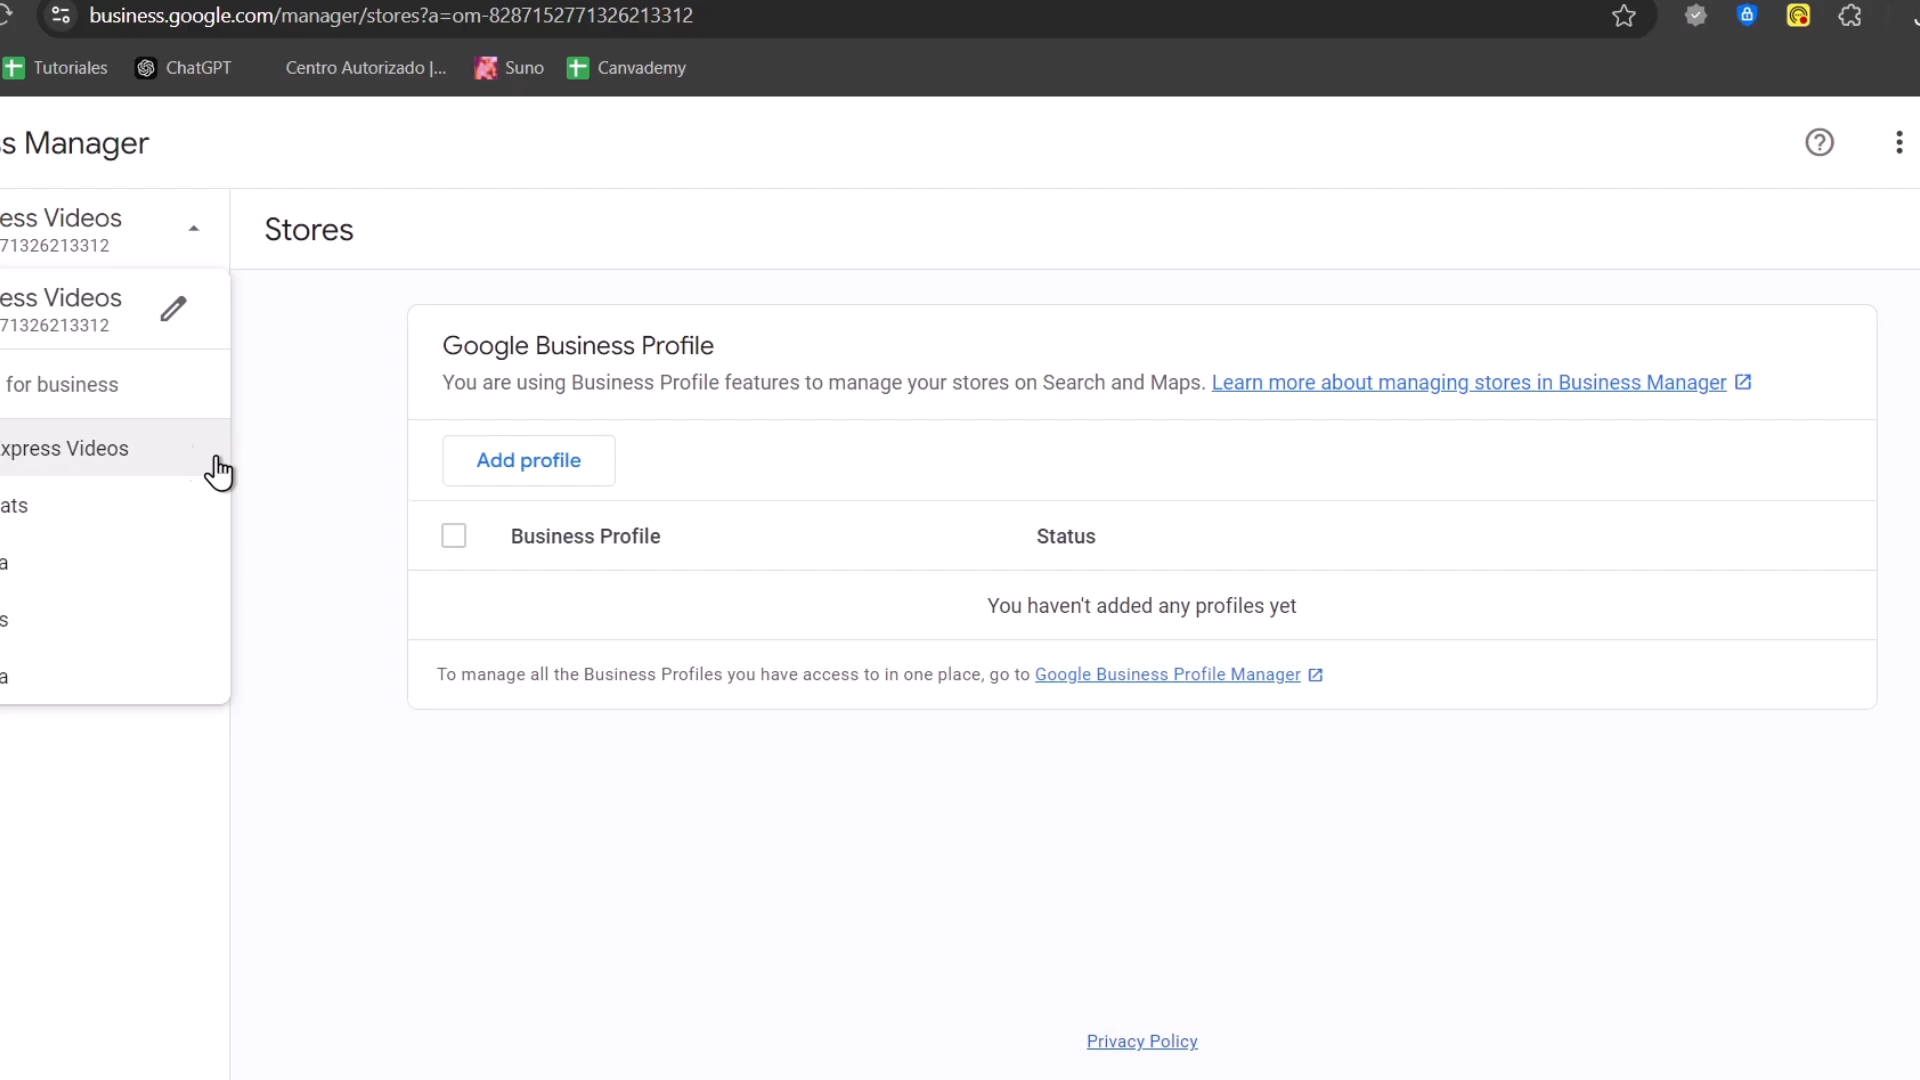 business.google.com/manager/stores?a=om-8287152771326213312
Tutoriales
ChatGPT
Centro Autorizado |...
Suno
Canvademy
s Manager
ess Videos
71326213312
Stores
ess Videos
71326213312
for business
xpress Videos
ats
a
s
a
Google Business Profile
You are using Business Profile features to manage your stores on Search and Maps. Learn more about managing stores in Business Manager
Add profile
Business Profile
Status
You haven't added any profiles yet
To manage all the Business Profiles you have access to in one place, go to Google Business Profile Manager
Privacy Policy